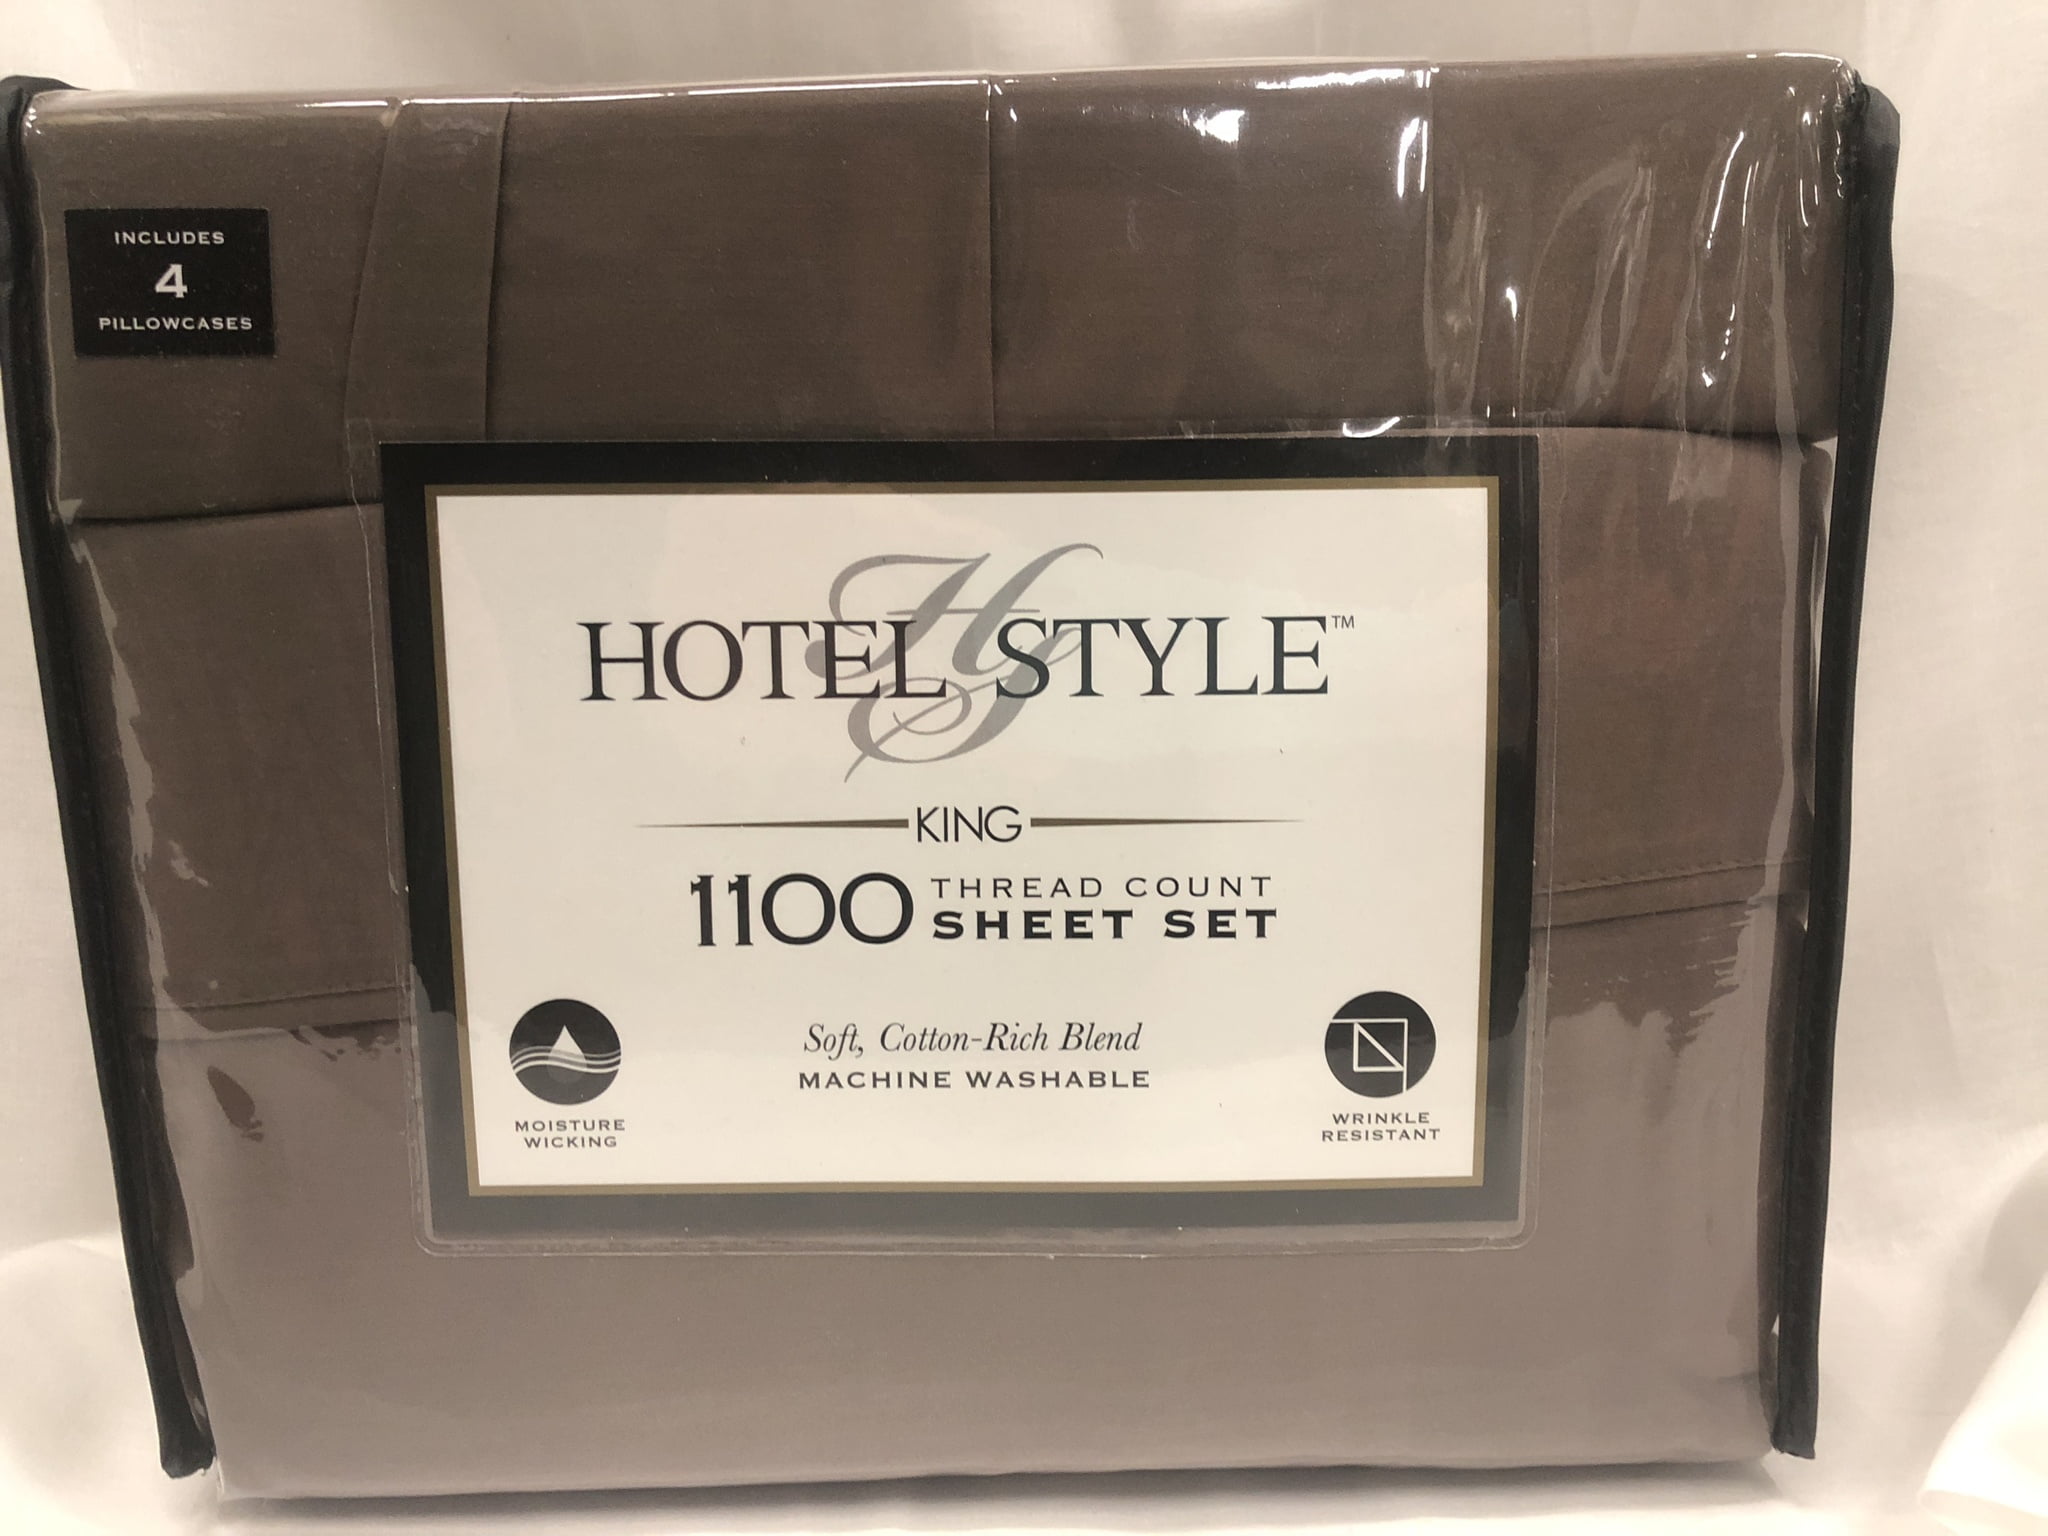 INCLUDES
4
PILLOWCASES
HS
HOTEL STYLE™
KING
1100 THREAD COUNT
SHEET SET
Soft, Cotton-Rich Blend
MACHINE WASHABLE
MOISTURE
WICKING
WRINKLE
RESISTANT